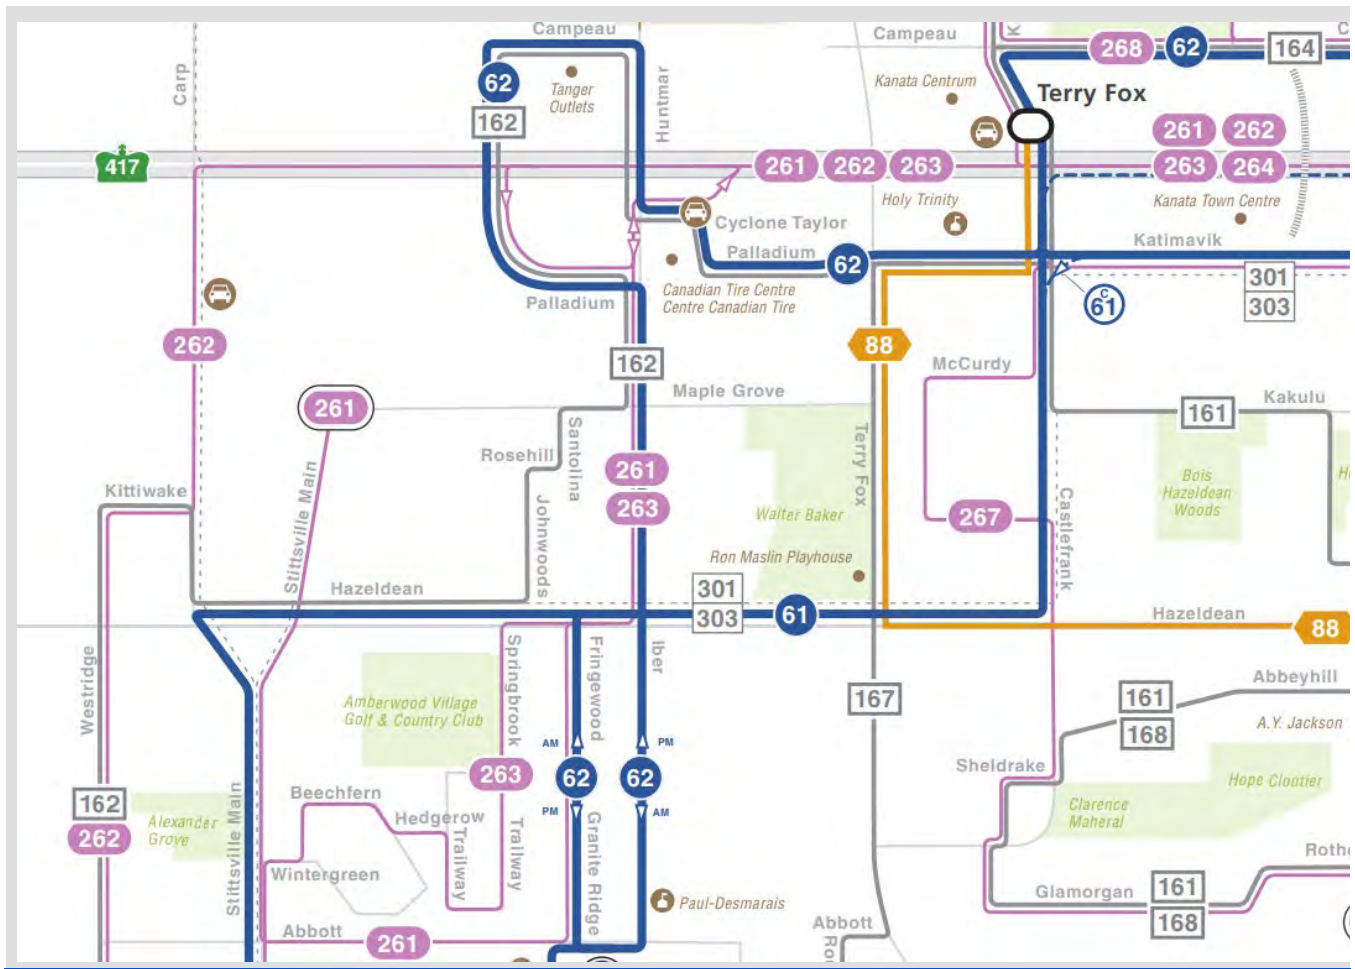 Campeau
Campeau
K
268
62
164
C
Carp
62
Tanger
Outlets
Huntmar
Kanata Centrum
Terry Fox
162
261
262
417
261
262
263
263
264
Holy Trinity
Kanata Town Centre
Cyclone Taylor
Palladium
62
Katimavik
Canadian Tire Centre
Centre Canadian Tire
Palladium
301
303
C
61
262
88
162
McCurdy
Maple Grove
261
Kakulu
161
Santolina
Rosehill
Terry Fox
261
Stittsville Main
Kittiwake
Johnwoods
263
Bois
Hazeldean
Woods
H
Walter Baker
267
Castlefrank
Ron Maslin Playhouse
Hazeldean
301
303
61
Hazeldean
88
Westridge
Springbrook
Fringewood
Iber
Abbeyhill
161
168
167
Amberwood Village
Golf & Country Club
A.Y. Jackson
AM
PM
263
62
62
Sheldrake
Hope Cloutier
Beechfern
162
262
PM
AM
Clarence
Maheral
Alexander
Grove
Hedgerow
Trailway
Trailway
Granite Ridge
Stittsville Main
Wintergreen
Rothe
Glamorgan
161
168
Paul-Desmarais
Abbott
261
Abbott
Ro